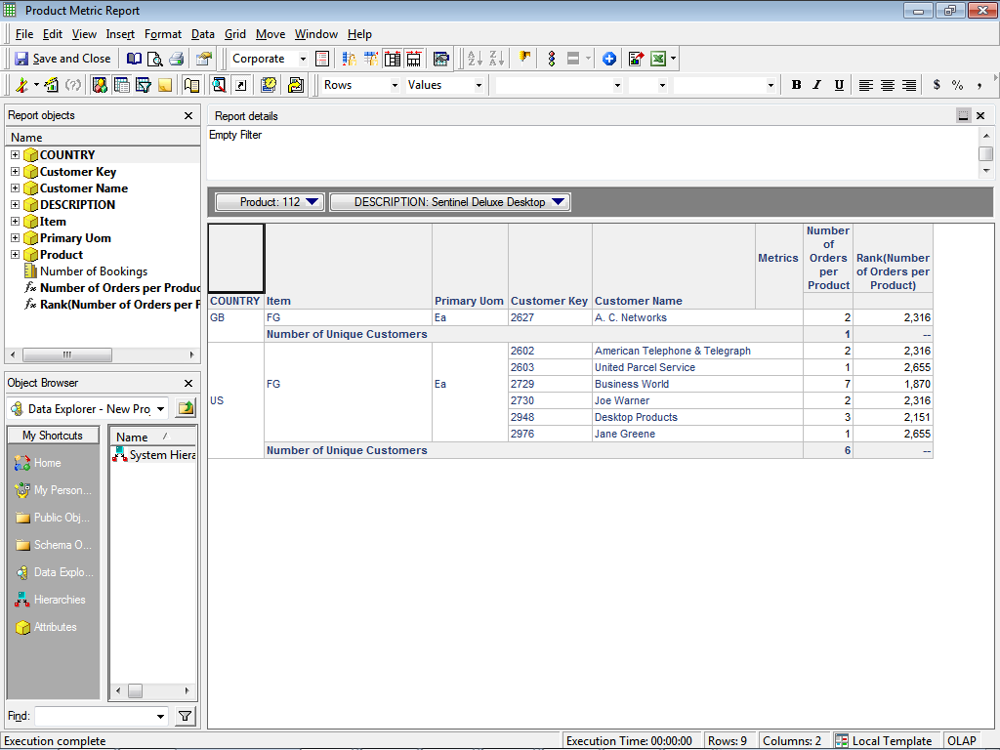 Product Metric Report
File Edit View Insert Format Data Grid Move Window Help
Save and Close Corporate
Rows Values B I U $ % ,
Report objects
Name
COUNTRY
Customer Key
Customer Name
DESCRIPTION
Item
Primary Uom
Product
Number of Bookings
fx Number of Orders per Produc
fx Rank(Number of Orders per F
Object Browser
Data Explorer - New Proj
My Shortcuts
Home
My Person...
Public Obj...
Schema O...
Data Explo...
Hierarchies
Attributes
Name
System Hiera
Find:
Report details
Empty Filter
Product: 112 DESCRIPTION: Sentinel Deluxe Desktop
Metrics Number of Orders per Product Rank(Number of Orders per Product)
COUNTRY Item Primary Uom Customer Key Customer Name
GB FG Ea 2627 A. C. Networks 2 2,316
Number of Unique Customers 1 --
US FG Ea 2602 American Telephone & Telegraph 2 2,316
2603 United Parcel Service 1 2,655
2729 Business World 7 1,870
2730 Joe Warner 2 2,316
2948 Desktop Products 3 2,151
2976 Jane Greene 1 2,655
Number of Unique Customers 6 --
Execution complete Execution Time: 00:00:00 Rows: 9 Columns: 2 Local Template OLAP